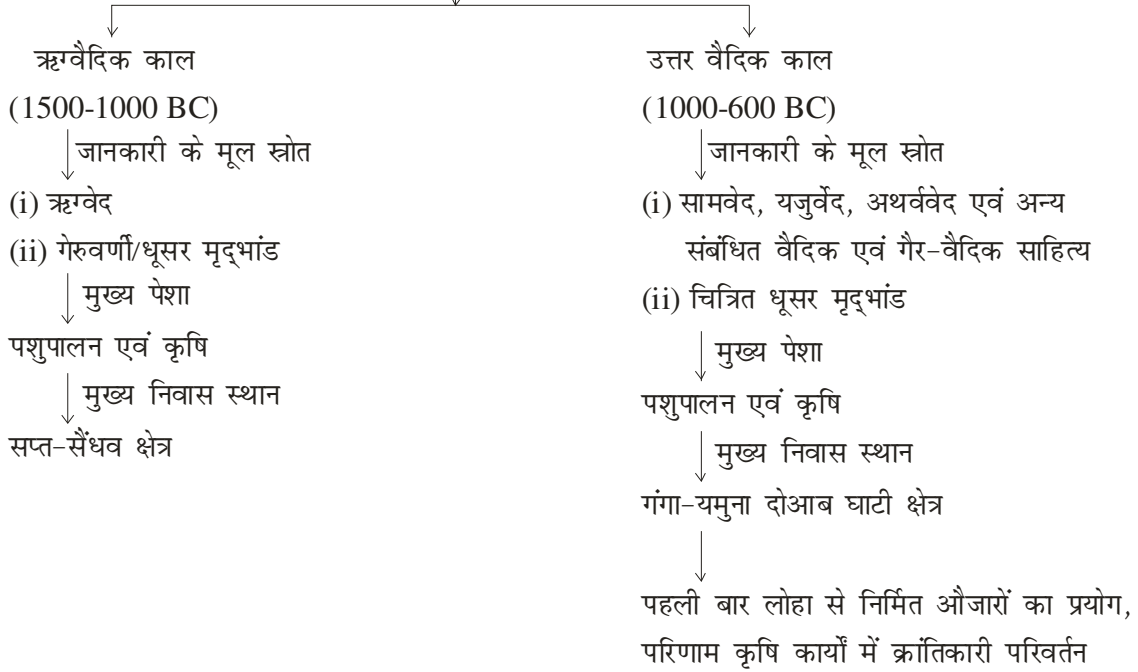 ऋग्वैदिक काल
(1500-1000 BC)
जानकारी के मूल स्त्रोत
(i) ऋग्वेद
(ii) गेरुवर्णी/धूसर मृद्‌भांड
मुख्य पेशा
पशुपालन एवं कृषि
मुख्य निवास स्थान
सप्त-सैंधव क्षेत्र
उत्तर वैदिक काल
(1000-600 BC)
जानकारी के मूल स्त्रोत
(i) सामवेद, यजुर्वेद, अथर्ववेद एवं अन्य
संबंधित वैदिक एवं गैर-वैदिक साहित्य
(ii) चित्रित धूसर मृद्‌भांड
मुख्य पेशा
पशुपालन एवं कृषि
मुख्य निवास स्थान
गंगा-यमुना दोआब घाटी क्षेत्र
पहली बार लोहा से निर्मित औजारों का प्रयोग,
परिणाम कृषि कार्यों में क्रांतिकारी परिवर्तन